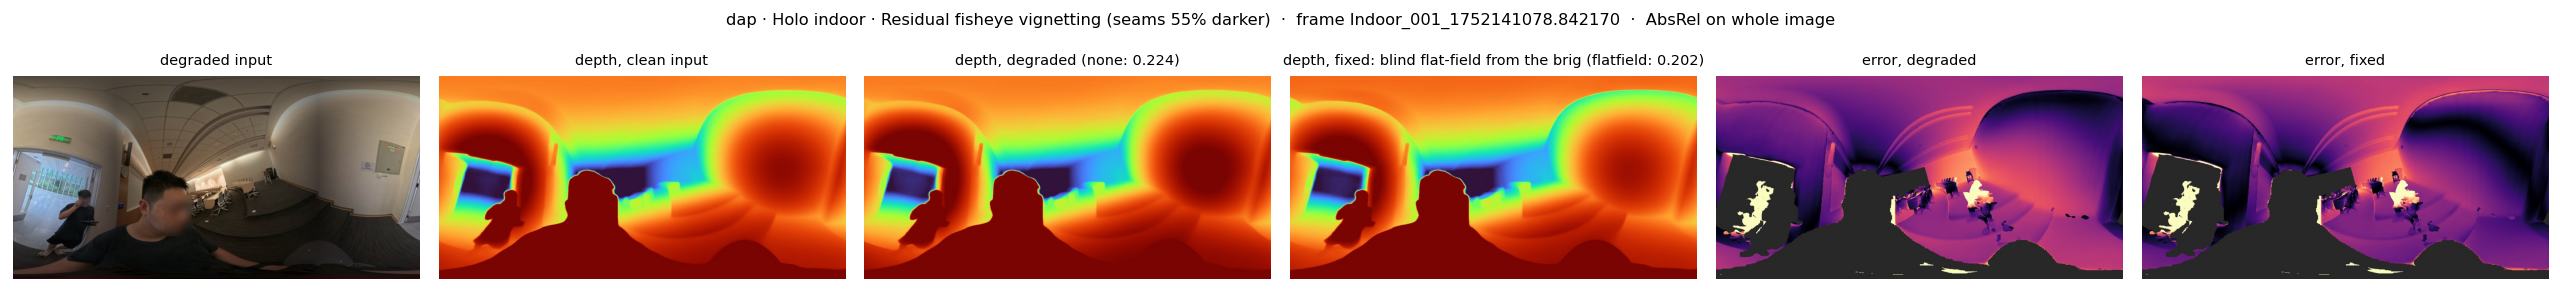 dap · Holo indoor · Residual fisheye vignetting (seams 55% darker) · frame Indoor_001_1752141078.842170 · AbsRel on whole image
degraded input
depth, clean input
depth, degraded (none: 0.224)
depth, fixed: blind flat-field from the brig (flatfield: 0.202)
error, degraded
error, fixed